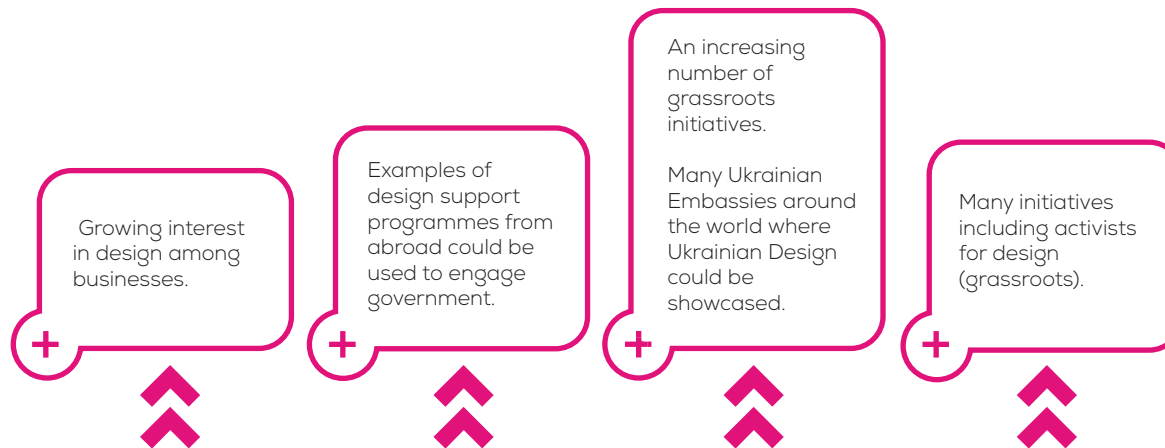 Growing interest
in design among
businesses.
Examples of
design support
programmes from
abroad could be
used to engage
government.
An increasing
number of
grassroots
initiatives.
Many Ukrainian
Embassies around
the world where
Ukrainian Design
could be
showcased.
Many initiatives
including activists
for design
(grassroots).